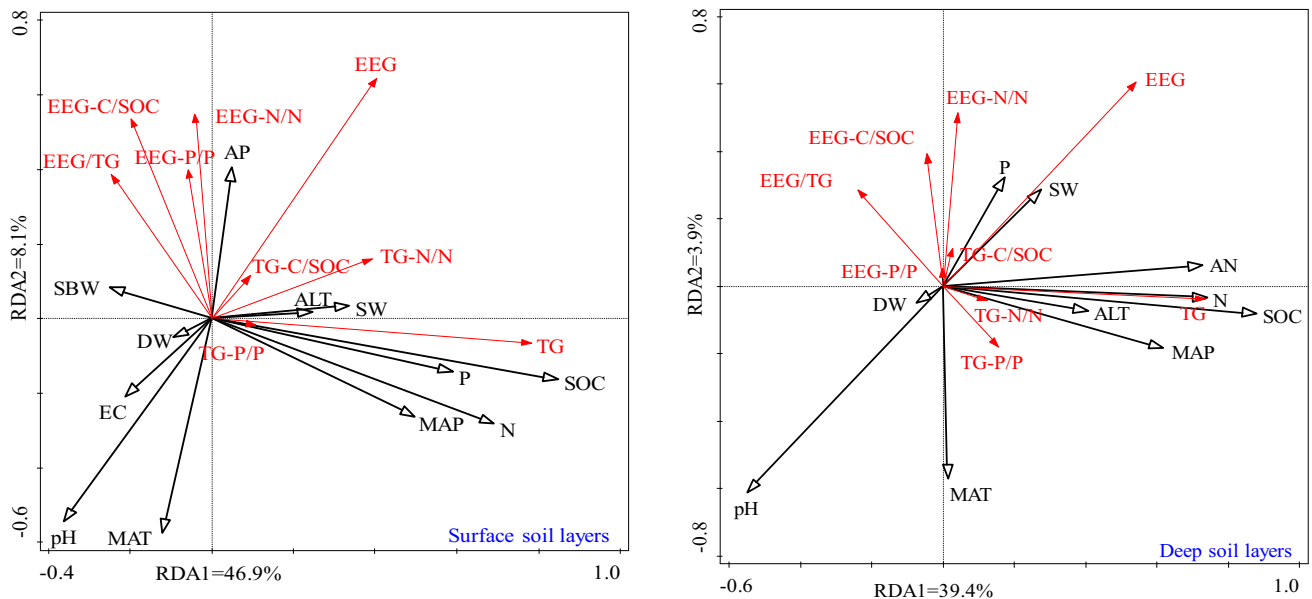 0.8
EEG
EEG-C/SOC
EEG-N/N
EEG/TG
EEG-P/P
AP
TG-N/N
TG-C/SOC
SBW
ALT
SW
DW
TG-P/P
TG
P
SOC
EC
MAP
N
pH
MAT
Surface soil layers
RDA2=8.1%
-0.6
-0.4
RDA1=46.9%
1.0
0.8
EEG
EEG-N/N
EEG-C/SOC
EEG/TG
P
SW
TG-C/SOC
EEG-P/P
AN
DW
N
TG-N/N
ALT
TG
SOC
TG-P/P
MAP
pH
MAT
Deep soil layers
RDA2=3.9%
-0.8
-0.6
RDA1=39.4%
1.0